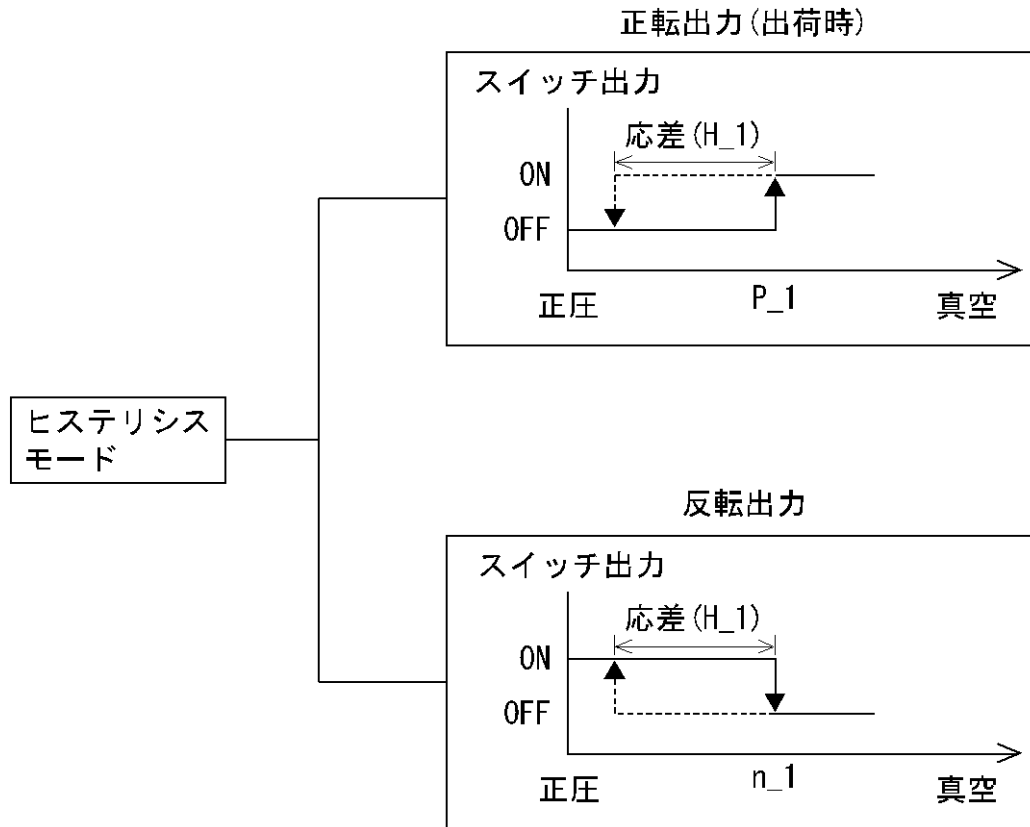 正転出力(出荷時)
スイッチ出力
応差(H_1)
ON
OFF
正圧
P_1
真空
ヒステリシス
モード
反転出力
スイッチ出力
応差(H_1)
ON
OFF
正圧
n_1
真空